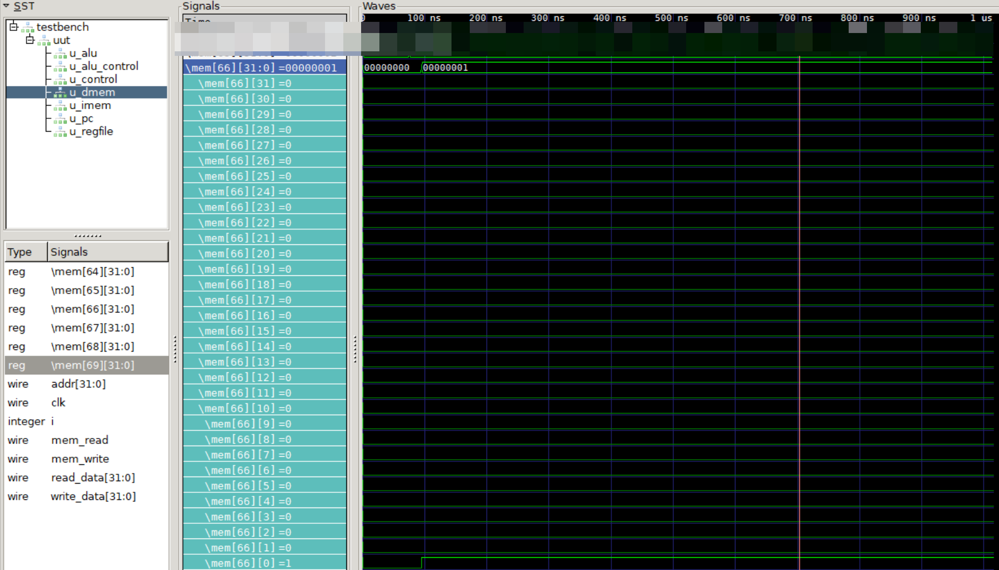 SST
testbench
uut
u_alu
u_alu_control
u_control
u_dmem
u_imem
u_pc
u_regfile
Type Signals
reg \mem[64][31:0]
reg \mem[65][31:0]
reg \mem[66][31:0]
reg \mem[67][31:0]
reg \mem[68][31:0]
reg \mem[69][31:0]
wire addr[31:0]
wire clk
integer i
wire mem_read
wire mem_write
wire read_data[31:0]
wire write_data[31:0]
Signals
Time
\mem[66][31:0] =00000001
\mem[66][31] =0
\mem[66][30] =0
\mem[66][29] =0
\mem[66][28] =0
\mem[66][27] =0
\mem[66][26] =0
\mem[66][25] =0
\mem[66][24] =0
\mem[66][23] =0
\mem[66][22] =0
\mem[66][21] =0
\mem[66][20] =0
\mem[66][19] =0
\mem[66][18] =0
\mem[66][17] =0
\mem[66][16] =0
\mem[66][15] =0
\mem[66][14] =0
\mem[66][13] =0
\mem[66][12] =0
\mem[66][11] =0
\mem[66][10] =0
\mem[66][9] =0
\mem[66][8] =0
\mem[66][7] =0
\mem[66][6] =0
\mem[66][5] =0
\mem[66][4] =0
\mem[66][3] =0
\mem[66][2] =0
\mem[66][1] =0
\mem[66][0] =1
Waves
0 100 ns 200 ns 300 ns 400 ns 500 ns 600 ns 700 ns 800 ns 900 ns 1 us
00000000 00000001